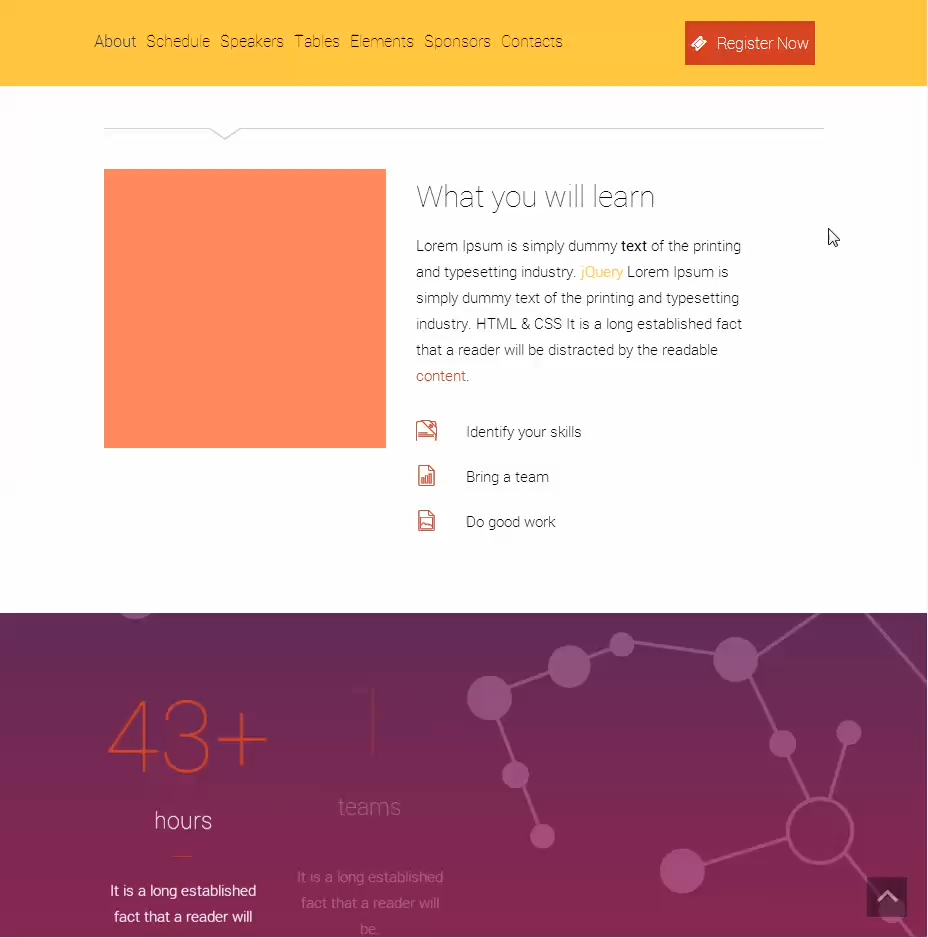 About Schedule Speakers Tables Elements Sponsors Contacts
Register Now
What you will learn
Lorem Ipsum is simply dummy text of the printing
and typesetting industry. jQuery Lorem Ipsum is
simply dummy text of the printing and typesetting
industry. HTML & CSS It is a long established fact
that a reader will be distracted by the readable
content.
Identify your skills
Bring a team
Do good work
43+
hours
It is a long established
fact that a reader will
1
teams
It is a long established
fact that a reader will
be.